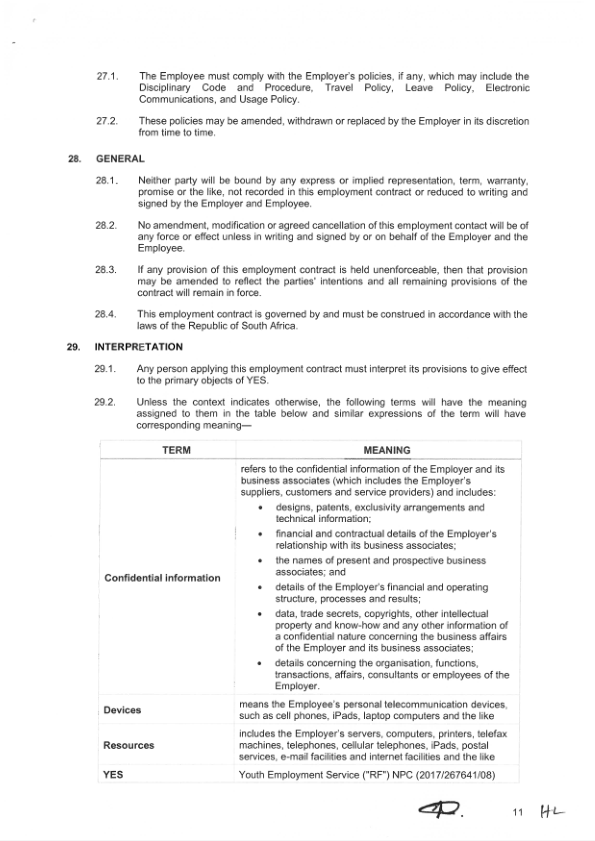 27.1. The Employee must comply with the Employer's policies, if any, which may include the
Disciplinary Code and Procedure, Travel Policy, Leave Policy, Electronic
Communications, and Usage Policy.
27.2. These policies may be amended, withdrawn or replaced by the Employer in its discretion
from time to time.
28. GENERAL
28.1. Neither party will be bound by any express or implied representation, term, warranty,
promise or the like, not recorded in this employment contract or reduced to writing and
signed by the Employer and Employee.
28.2. No amendment, modification or agreed cancellation of this employment contact will be of
any force or effect unless in writing and signed by or on behalf of the Employer and the
Employee.
28.3. If any provision of this employment contract is held unenforceable, then that provision
may be amended to reflect the parties' intentions and all remaining provisions of the
contract will remain in force.
28.4. This employment contract is governed by and must be construed in accordance with the
laws of the Republic of South Africa.
29. INTERPRETATION
29.1. Any person applying this employment contract must interpret its provisions to give effect
to the primary objects of YES.
29.2. Unless the context indicates otherwise, the following terms will have the meaning
assigned to them in the table below and similar expressions of the term will have
corresponding meaning—
TERM MEANING
Confidential information
refers to the confidential information of the Employer and its
business associates (which includes the Employer's
suppliers, customers and service providers) and includes:
• designs, patents, exclusivity arrangements and
technical information;
• financial and contractual details of the Employer's
relationship with its business associates;
• the names of present and prospective business
associates; and
• details of the Employer's financial and operating
structure, processes and results;
• data, trade secrets, copyrights, other intellectual
property and know-how and any other information of
a confidential nature concerning the business affairs
of the Employer and its business associates;
• details concerning the organisation, functions,
transactions, affairs, consultants or employees of the
Employer.
Devices
means the Employee's personal telecommunication devices,
such as cell phones, iPads, laptop computers and the like
Resources
includes the Employer's servers, computers, printers, telefax
machines, telephones, cellular telephones, iPads, postal
services, e-mail facilities and internet facilities and the like
YES Youth Employment Service ("RF") NPC (2017/267641/08)
11 HL